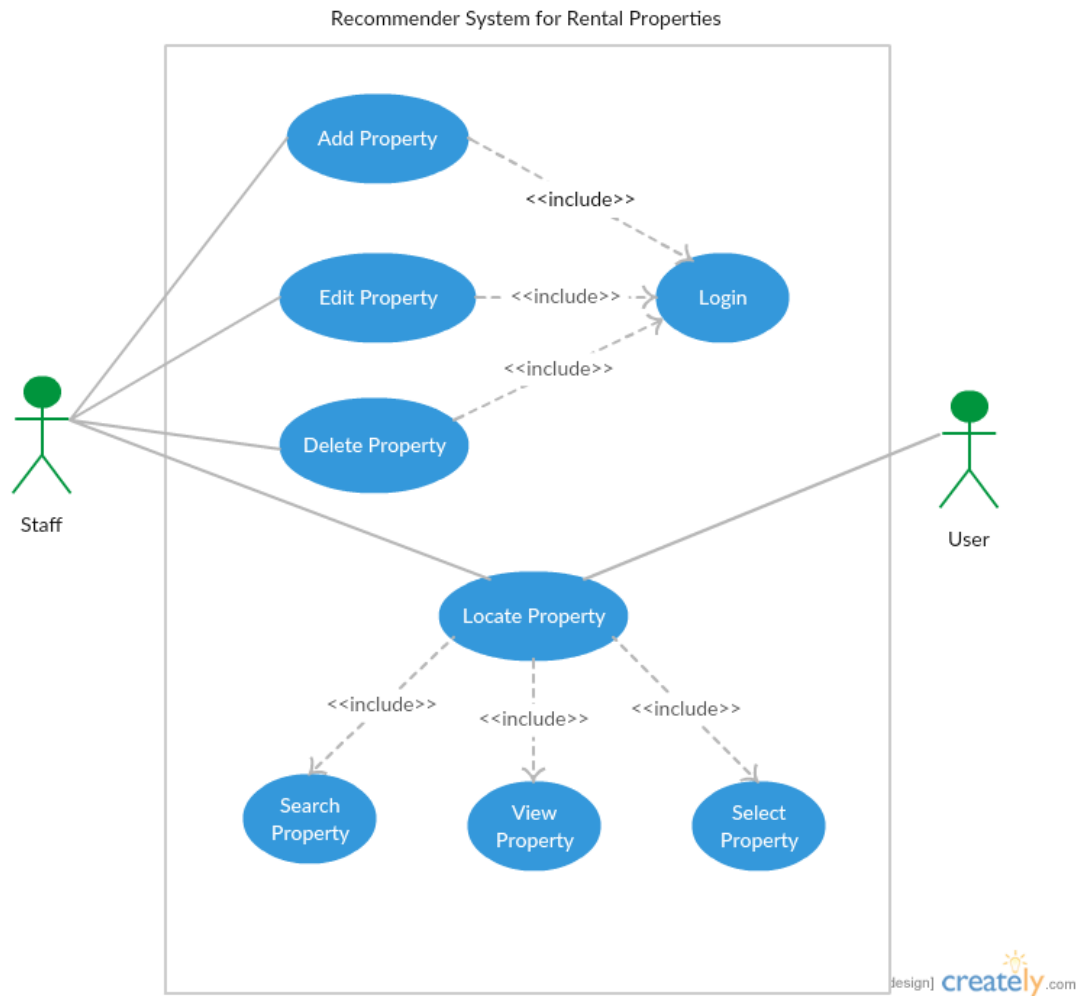 Recommender System for Rental Properties
Add Property
<<include>>
Edit Property
<<include>>
Login
<<include>>
Delete Property
Staff
User
Locate Property
<<include>>
<<include>>
<<include>>
Search
Property
View
Property
Select
Property
design] creately.com